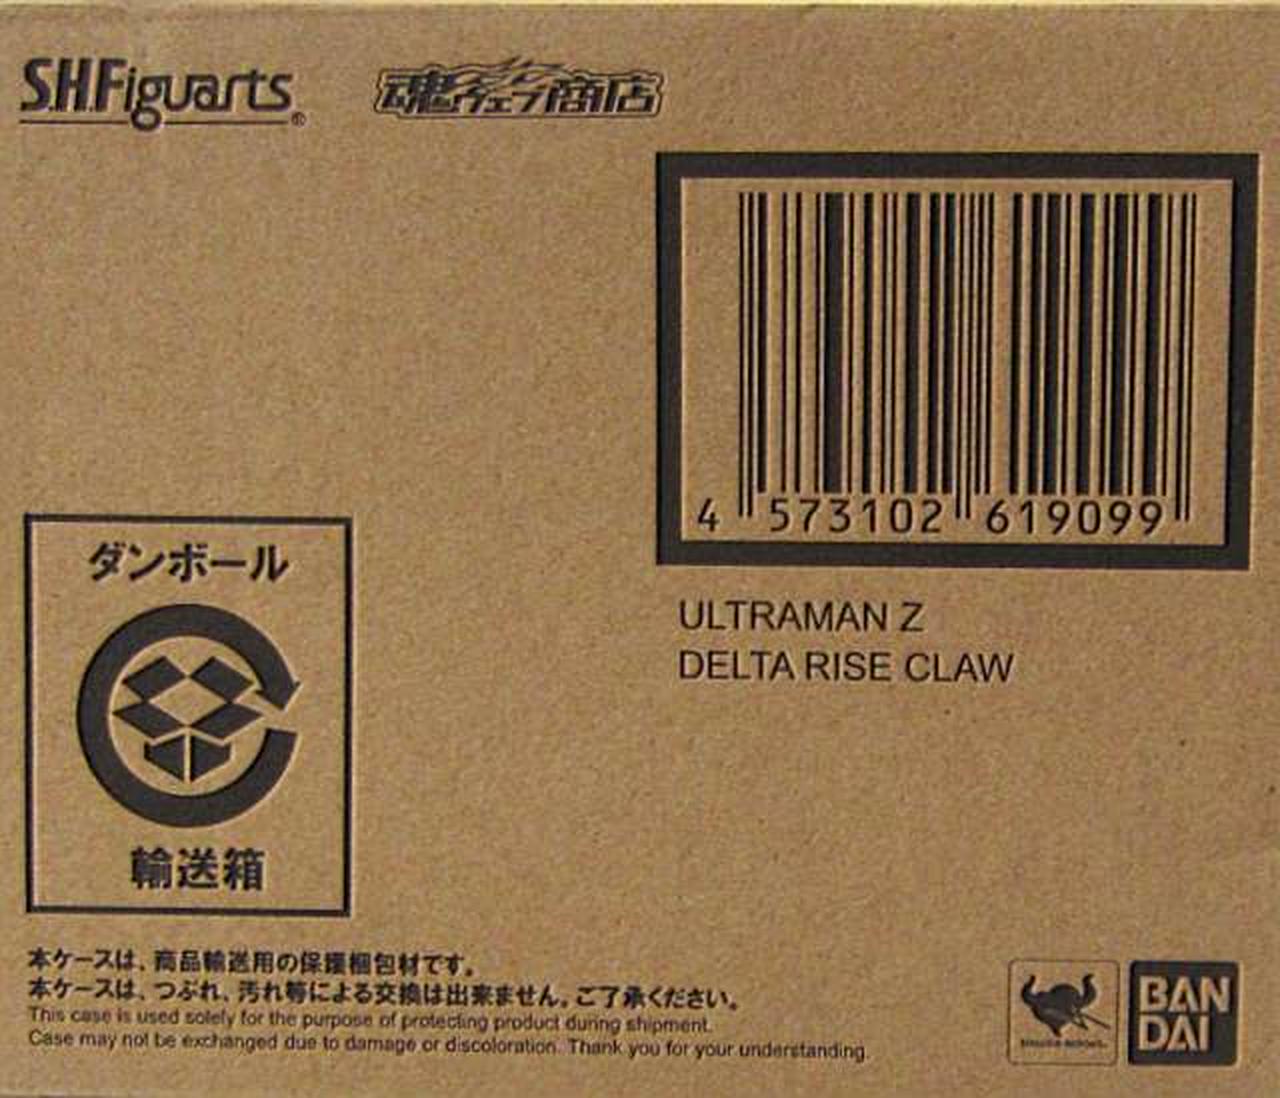 S.H.Figuarts®
魂ウェブ商店
4 573102 619099
ULTRAMAN Z
DELTA RISE CLAW
ダンボール
輸送箱
本ケースは、商品輸送用の保護梱包材です。
本ケースは、つぶれ、汚れ等による交換は出来ません。ご了承ください。
This case is used solely for the purpose of protecting product during shipment.
Case may not be exchanged due to damage or discoloration. Thank you for your understanding.
BAN
DAI